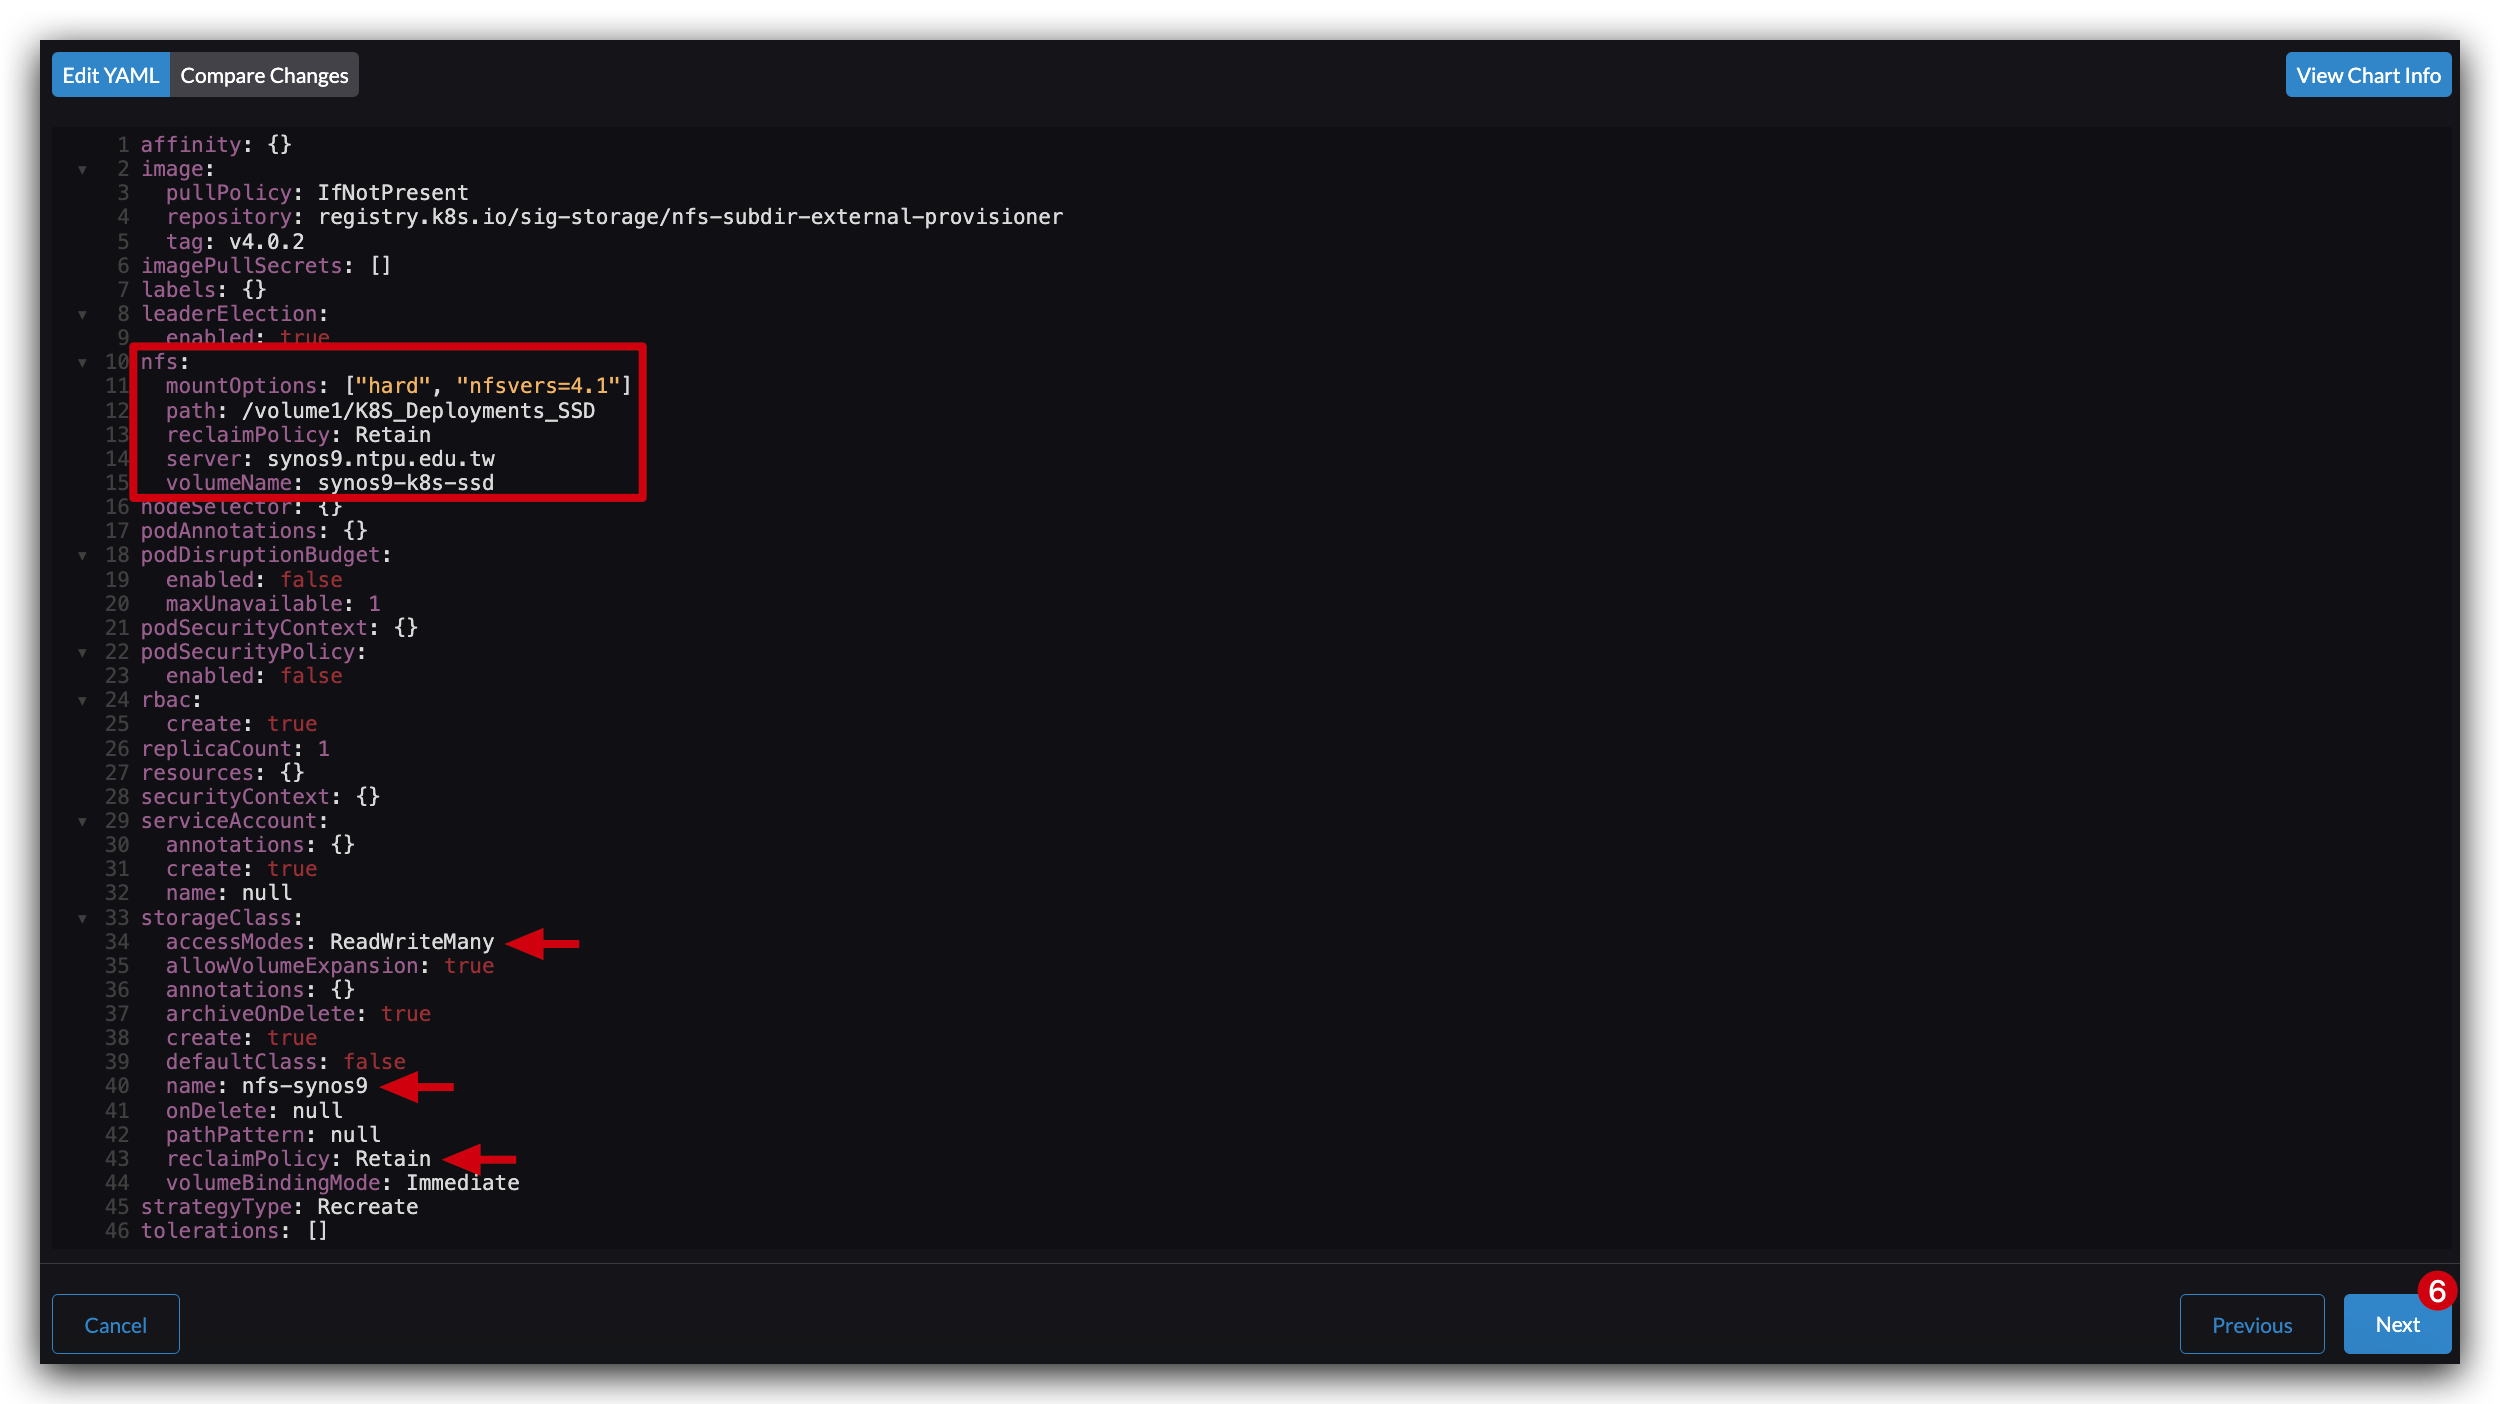 Edit YAML Compare Changes View Chart Info
1 affinity: {}
2 image:
3   pullPolicy: IfNotPresent
4   repository: registry.k8s.io/sig-storage/nfs-subdir-external-provisioner
5   tag: v4.0.2
6 imagePullSecrets: []
7 labels: {}
8 leaderElection:
9   enabled: true
10 nfs:
11   mountOptions: ["hard", "nfsvers=4.1"]
12   path: /volume1/K8S_Deployments_SSD
13   reclaimPolicy: Retain
14   server: synos9.ntpu.edu.tw
15   volumeName: synos9-k8s-ssd
16 nodeSelector: {}
17 podAnnotations: {}
18 podDisruptionBudget:
19   enabled: false
20   maxUnavailable: 1
21 podSecurityContext: {}
22 podSecurityPolicy:
23   enabled: false
24 rbac:
25   create: true
26 replicaCount: 1
27 resources: {}
28 securityContext: {}
29 serviceAccount:
30   annotations: {}
31   create: true
32   name: null
33 storageClass:
34   accessModes: ReadWriteMany
35   allowVolumeExpansion: true
36   annotations: {}
37   archiveOnDelete: true
38   create: true
39   defaultClass: false
40   name: nfs-synos9
41   onDelete: null
42   pathPattern: null
43   reclaimPolicy: Retain
44   volumeBindingMode: Immediate
45 strategyType: Recreate
46 tolerations: []
6
Cancel Previous Next